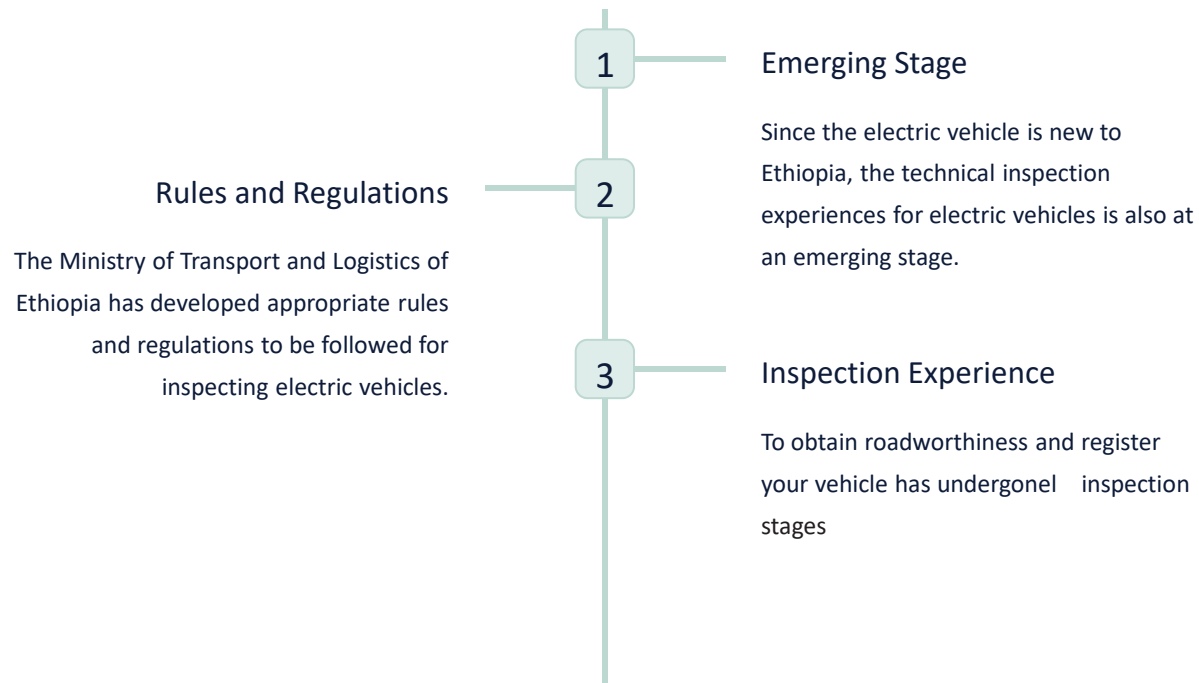 1
Emerging Stage
Since the electric vehicle is new to
Ethiopia, the technical inspection
experiences for electric vehicles is also at
an emerging stage.
2
Rules and Regulations
The Ministry of Transport and Logistics of
Ethiopia has developed appropriate rules
and regulations to be followed for
inspecting electric vehicles.
3
Inspection Experience
To obtain roadworthiness and register
your vehicle has undergonel inspection
stages